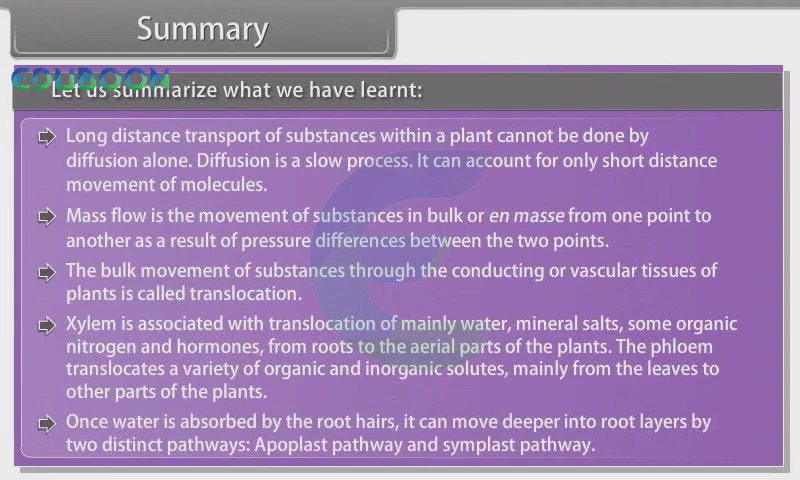 Summary
EDUBOON
Let us summarize what we have learnt:
Long distance transport of substances within a plant cannot be done by
diffusion alone. Diffusion is a slow process. It can account for only short distance
movement of molecules.
Mass flow is the movement of substances in bulk or en masse from one point to
another as a result of pressure differences between the two points.
The bulk movement of substances through the conducting or vascular tissues of
plants is called translocation.
Xylem is associated with translocation of mainly water, mineral salts, some organic
nitrogen and hormones, from roots to the aerial parts of the plants. The phloem
translocates a variety of organic and inorganic solutes, mainly from the leaves to
other parts of the plants.
Once water is absorbed by the root hairs, it can move deeper into root layers by
two distinct pathways: Apoplast pathway and symplast pathway.